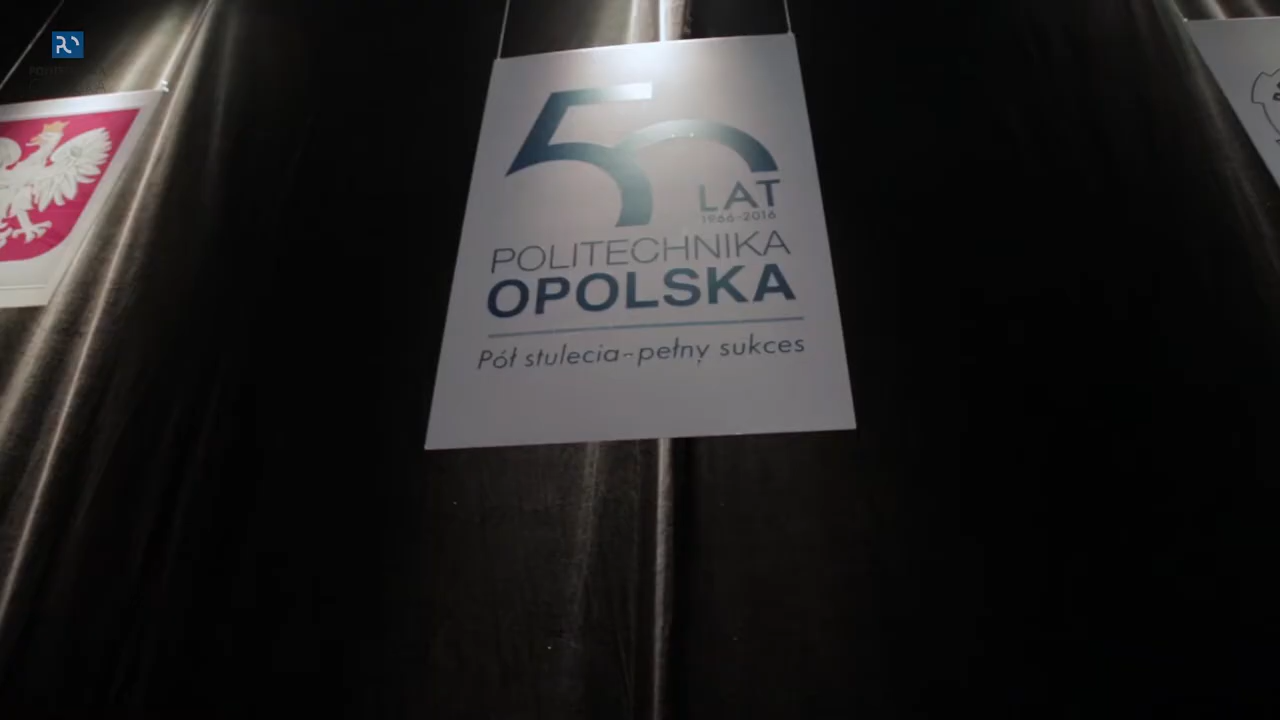 50
LAT
1966-2016
POLITECHNIKA
OPOLSKA
Pół stulecia-pełny sukces